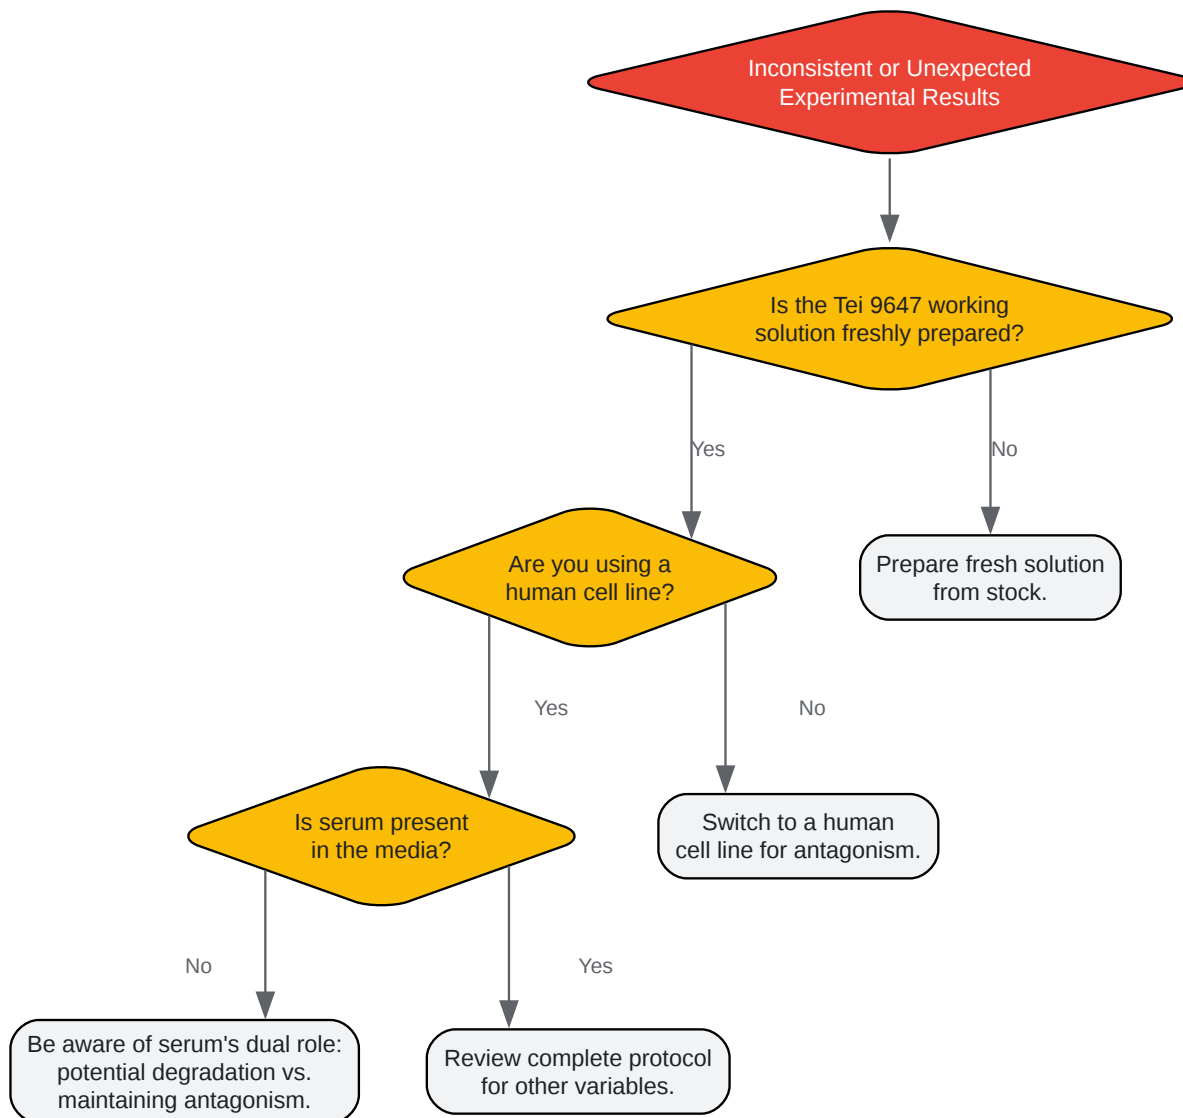 Inconsistent or Unexpected
Experimental Results
Is the Tei 9647 working
solution freshly prepared?
Yes
No
Are you using a
human cell line?
Prepare fresh solution
from stock.
Yes
No
Is serum present
in the media?
Switch to a human
cell line for antagonism.
No
Yes
Be aware of serum's dual role:
potential degradation vs.
maintaining antagonism.
Review complete protocol
for other variables.